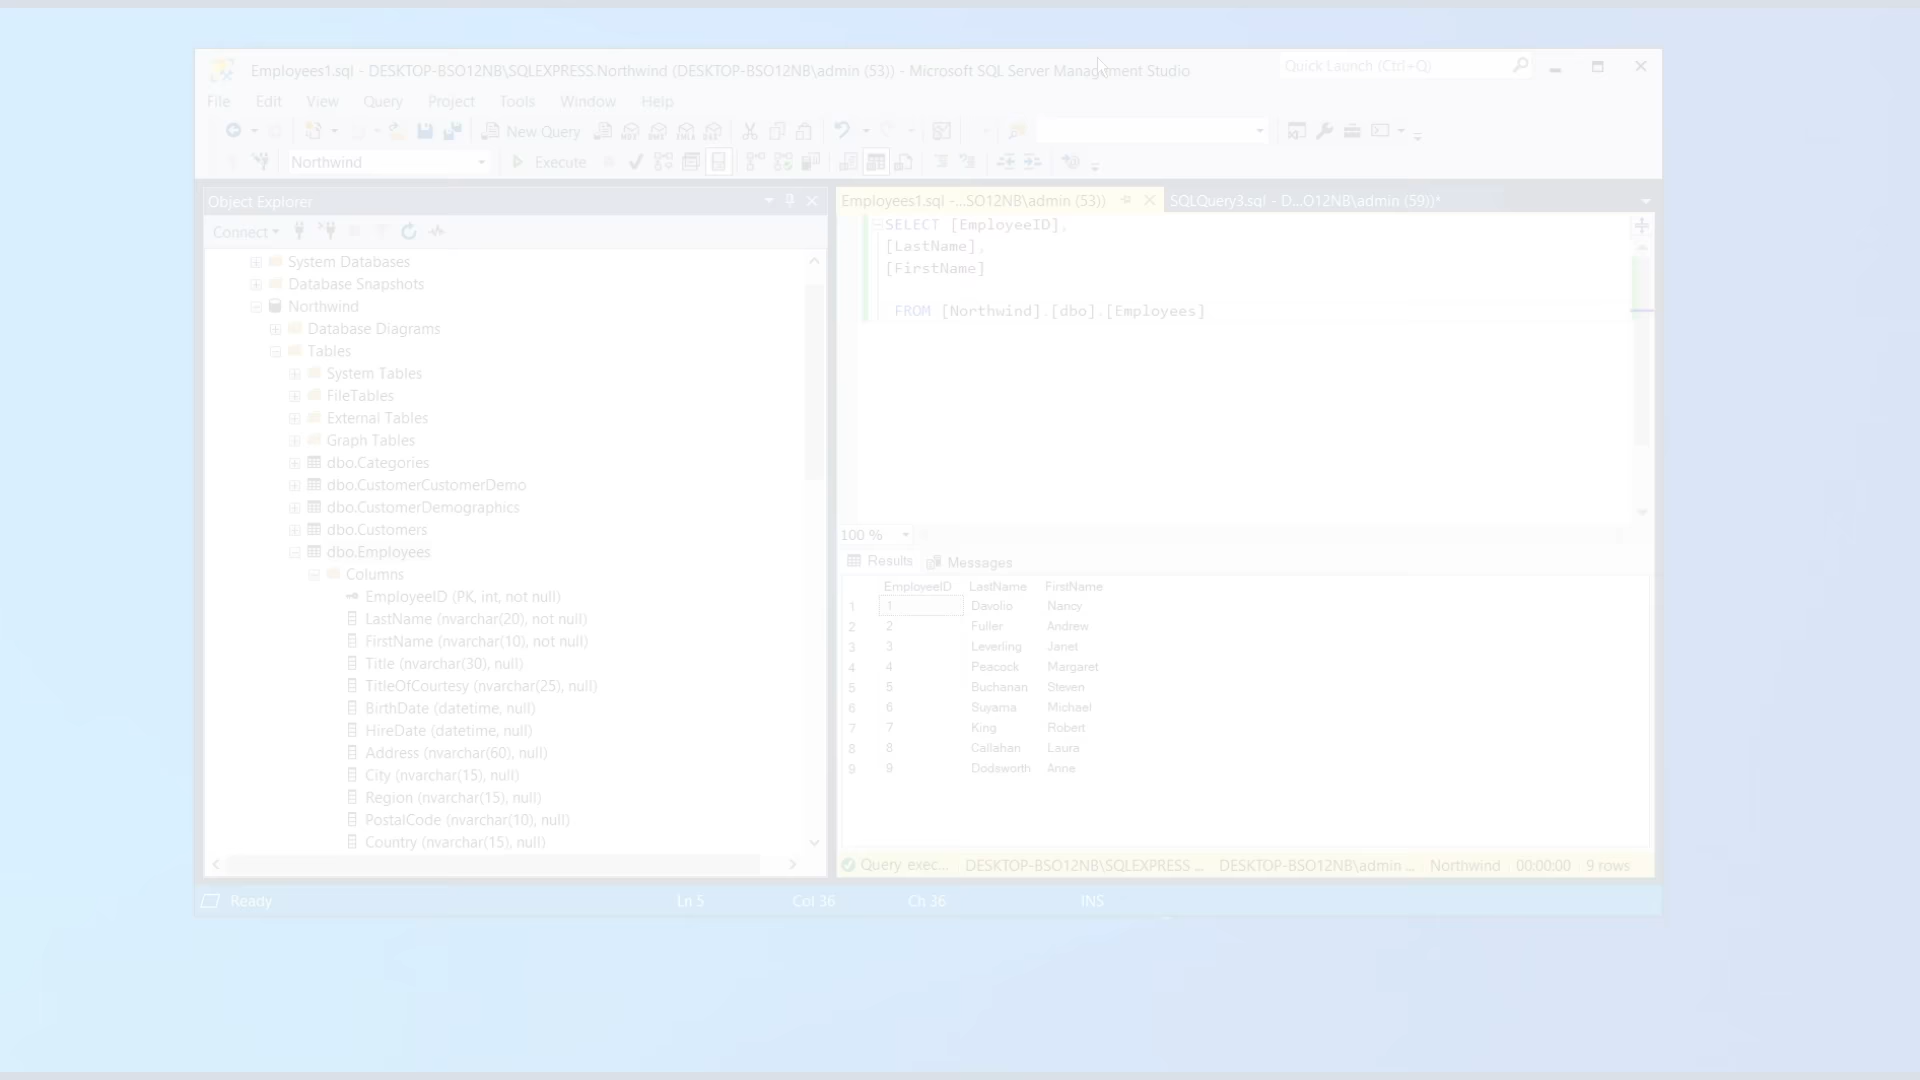 Employees1.sql - DESKTOP-BSO12NB\SQLEXPRESS.Northwind (DESKTOP-BSO12NB\admin (53)) - Microsoft SQL Server Management Studio
Quick Launch (Ctrl+Q)
File Edit View Query Project Tools Window Help
New Query
Northwind Execute
Object Explorer
Connect
System Databases
Database Snapshots
Northwind
Database Diagrams
Tables
System Tables
FileTables
External Tables
Graph Tables
dbo.Categories
dbo.CustomerCustomerDemo
dbo.CustomerDemographics
dbo.Customers
dbo.Employees
Columns
EmployeeID (PK, int, not null)
LastName (nvarchar(20), not null)
FirstName (nvarchar(10), not null)
Title (nvarchar(30), null)
TitleOfCourtesy (nvarchar(25), null)
BirthDate (datetime, null)
HireDate (datetime, null)
Address (nvarchar(60), null)
City (nvarchar(15), null)
Region (nvarchar(15), null)
PostalCode (nvarchar(10), null)
Country (nvarchar(15), null)
Employees1.sql -...SO12NB\admin (53)) SQLQuery3.sql - D...O12NB\admin (59))*
SELECT [EmployeeID],
[LastName],
[FirstName]
FROM [Northwind].[dbo].[Employees]
100 %
Results Messages
EmployeeID LastName FirstName
1 1 Davolio Nancy
2 2 Fuller Andrew
3 3 Leverling Janet
4 4 Peacock Margaret
5 5 Buchanan Steven
6 6 Suyama Michael
7 7 King Robert
8 8 Callahan Laura
9 9 Dodsworth Anne
Query exec... DESKTOP-BSO12NB\SQLEXPRESS ... DESKTOP-BSO12NB\admin ... Northwind 00:00:00 9 rows
Ready Ln 5 Col 36 Ch 36 INS